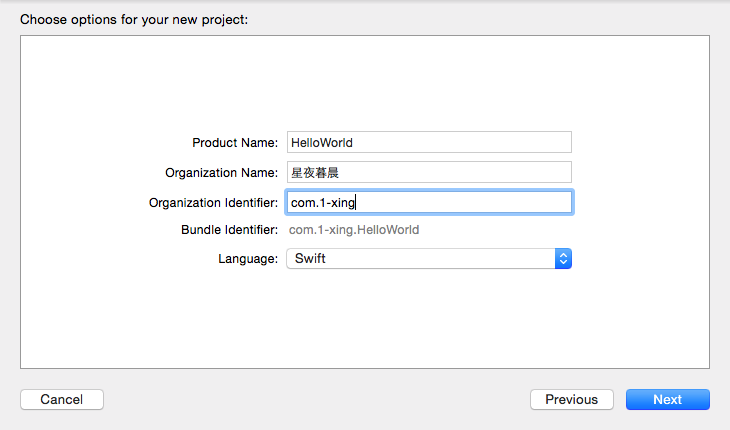 Choose options for your new project:
Product Name: HelloWorld
Organization Name: 星夜暮晨
Organization Identifier: com.1-xing
Bundle Identifier: com.1-xing.HelloWorld
Language: Swift
Cancel Previous Next